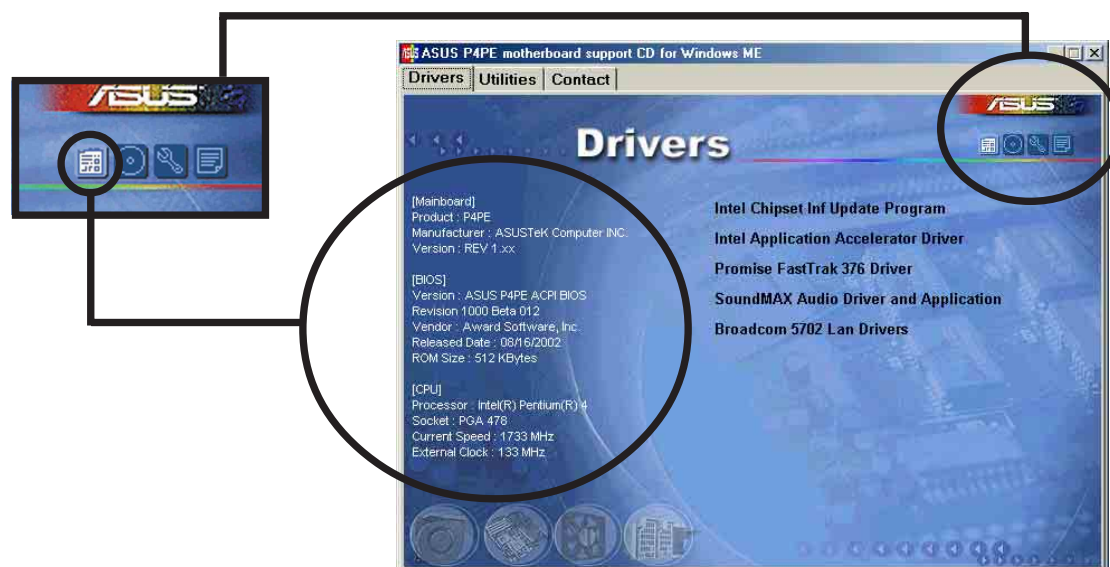 ASUS P4PE motherboard support CD for Windows ME
Drivers Utilities Contact
ASUS
ASUS
Drivers
[Mainboard]
Product : P4PE
Manufacturer : ASUSTeK Computer INC.
Version : REV 1.xx
[BIOS]
Version : ASUS P4PE ACPI BIOS
Revision 1000 Beta 012
Vendor : Award Software, Inc.
Released Date : 08/16/2002
ROM Size : 512 KBytes
[CPU]
Processor : Intel(R) Pentium(R) 4
Socket : PGA 478
Current Speed : 1733 MHz
External Clock : 133 MHz
Intel Chipset Inf Update Program
Intel Application Accelerator Driver
Promise FastTrak 376 Driver
SoundMAX Audio Driver and Application
Broadcom 5702 Lan Drivers